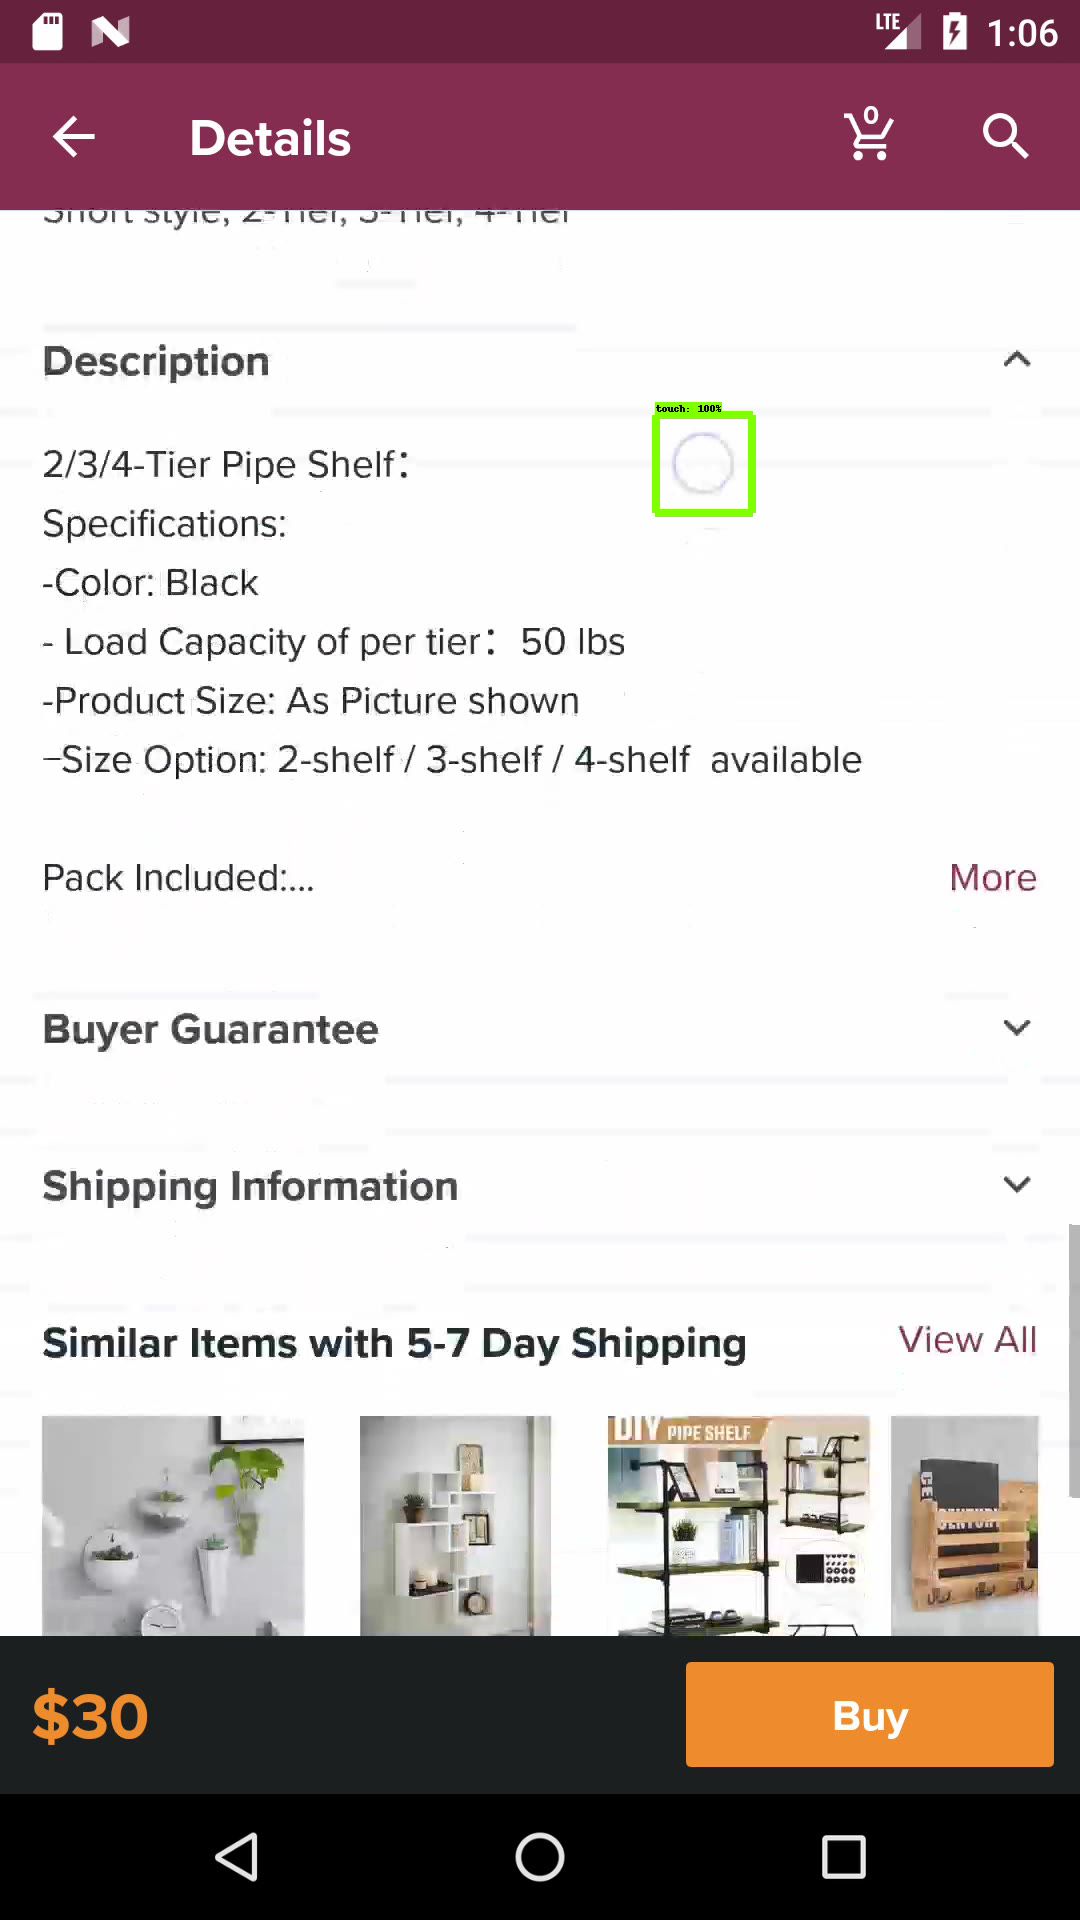 LTE 1:06
Details 0
Short style, 2-Tier, 3-Tier, 4-Tier
Description
touch: 100%
2/3/4-Tier Pipe Shelf：
Specifications:
-Color: Black
- Load Capacity of per tier： 50 lbs
-Product Size: As Picture shown
–Size Option: 2-shelf / 3-shelf / 4-shelf available
Pack Included:...
More
Buyer Guarantee
Shipping Information
Similar Items with 5-7 Day Shipping
View All
DIY PIPE SHELF
$30
Buy